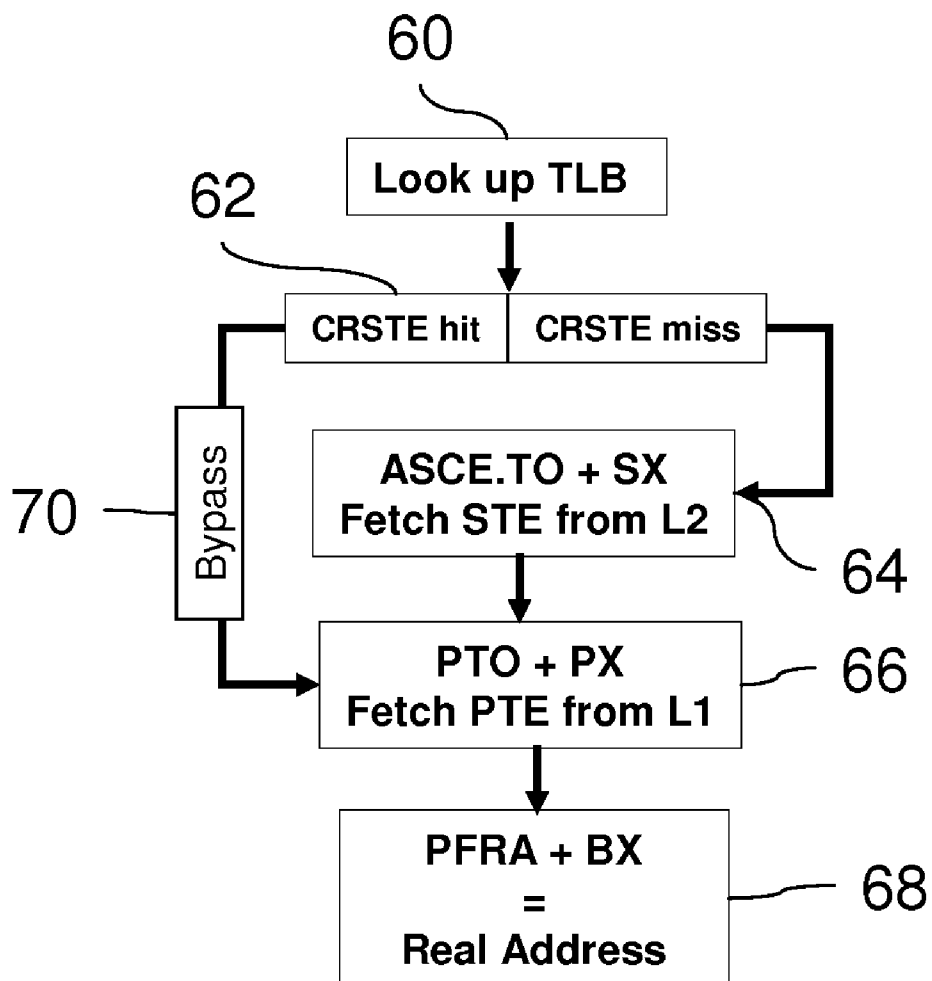 60
Look up TLB
62
CRSTE hit
CRSTE miss
ASCE.TO + SX
Fetch STE from L2
70
Bypass
64
PTO + PX
Fetch PTE from L1
66
PFRA + BX
=
Real Address
68